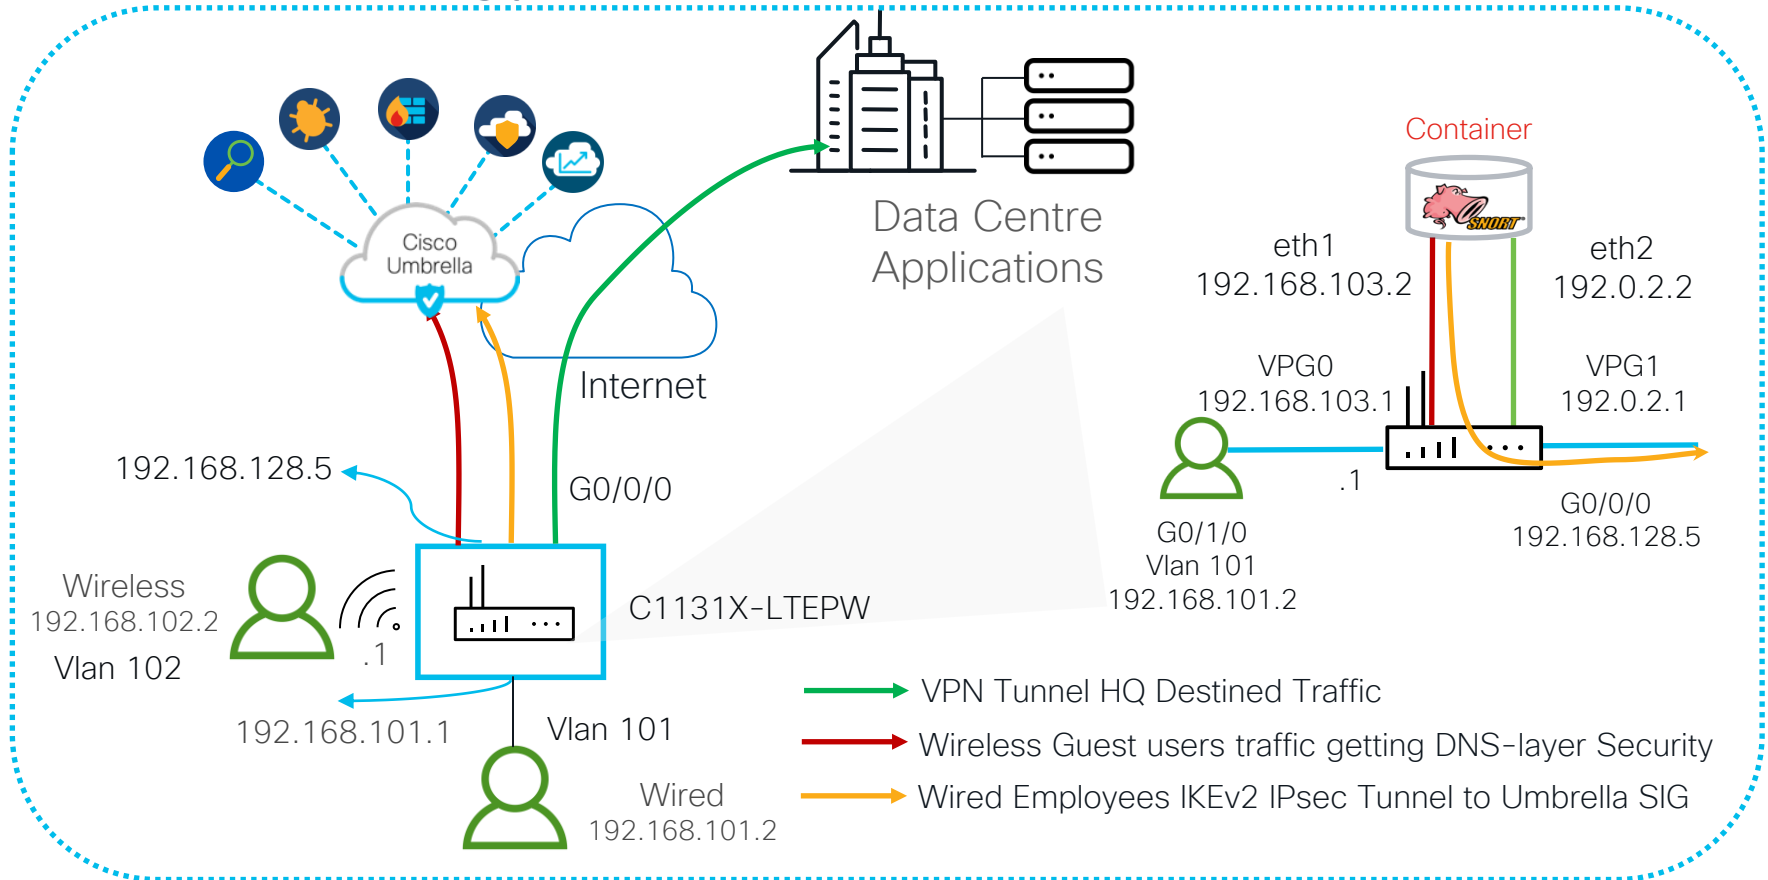 Container
Cisco
Umbrella
Data Centre
Applications
SNORT
eth1
192.168.103.2
eth2
192.0.2.2
Internet
VPG0
192.168.103.1
VPG1
192.0.2.1
192.168.128.5
G0/0/0
.1
G0/0/0
192.168.128.5
G0/1/0
Vlan 101
192.168.101.2
Wireless
192.168.102.2
Vlan 102
.1
C1131X-LTEPW
192.168.101.1
Vlan 101
Wired
192.168.101.2
VPN Tunnel HQ Destined Traffic
Wireless Guest users traffic getting DNS-layer Security
Wired Employees IKEv2 IPsec Tunnel to Umbrella SIG